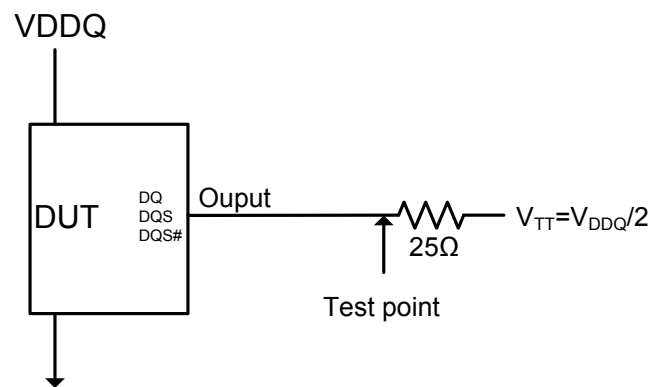 VDDQ
DUT
DQ
DQS
DQS#
Ouput
25Ω
V_TT=V_DDQ/2
Test point